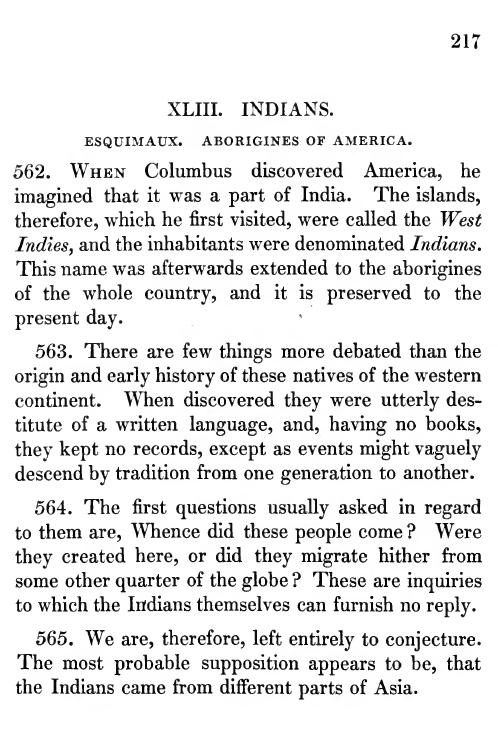 217
XLIII. INDIANS.
ESQUIMAUX. ABORIGINES OF AMERICA.
562. WHEN Columbus discovered America, he
imagined that it was a part of India. The islands,
therefore, which he first visited, were called the West
Indies, and the inhabitants were denominated Indians.
This name was afterwards extended to the aborigines
of the whole country, and it is preserved to the
present day.
563. There are few things more debated than the
origin and early history of these natives of the western
continent. When discovered they were utterly des-
titute of a written language, and, having no books,
they kept no records, except as events might vaguely
descend by tradition from one generation to another.
564. The first questions usually asked in regard
to them are, Whence did these people come? Were
they created here, or did they migrate hither from
some other quarter of the globe? These are inquiries
to which the Indians themselves can furnish no reply.
565. We are, therefore, left entirely to conjecture.
The most probable supposition appears to be, that
the Indians came from different parts of Asia.